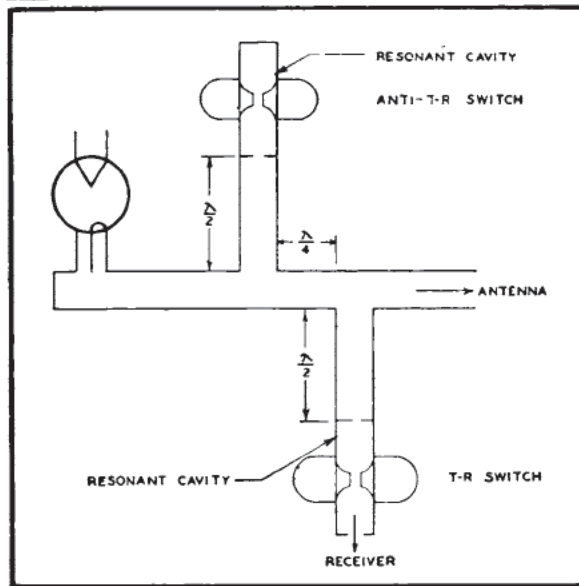 RESONANT CAVITY
ANTI-T-R SWITCH
λ/2
λ/4
ANTENNA
λ/2
RESONANT CAVITY
T-R SWITCH
RECEIVER